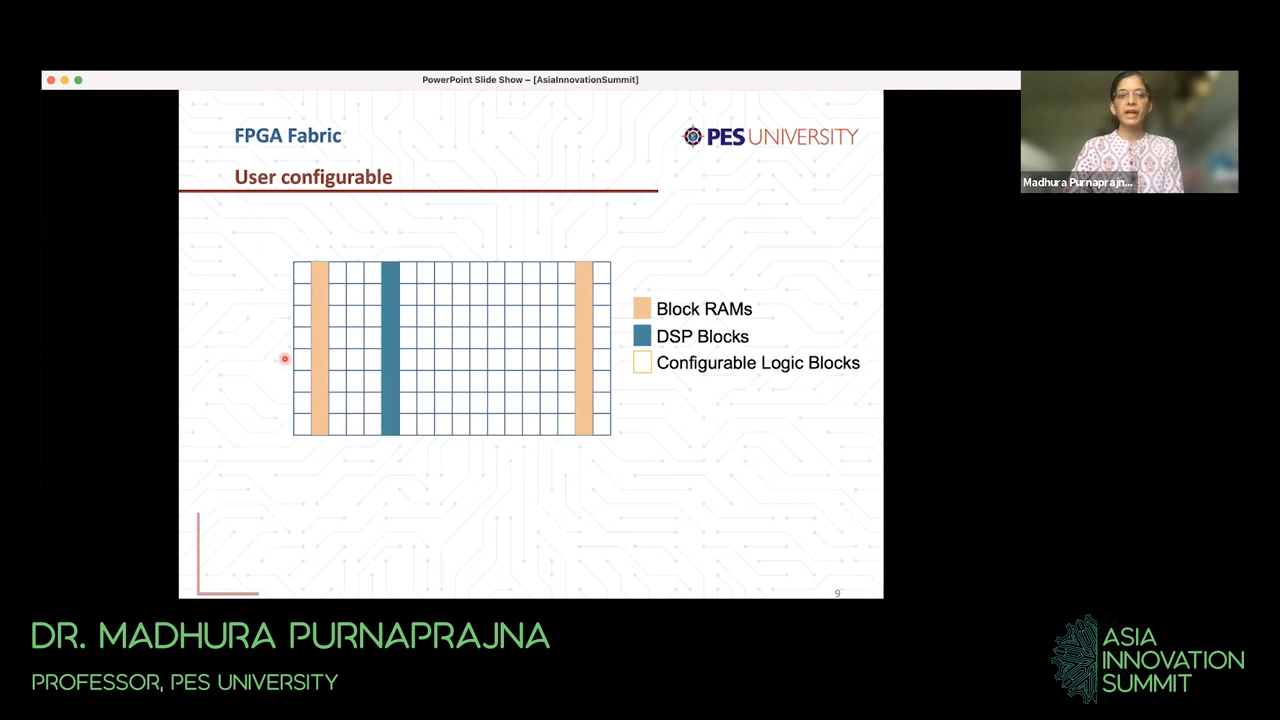 PowerPoint Slide Show – [AsiaInnovationSummit]
FPGA Fabric
PES UNIVERSITY
User configurable
Madhura Purnaprajn...
Block RAMs
DSP Blocks
Configurable Logic Blocks
9
DR. MADHURA PURNAPRAJNA
PROFESSOR, PES UNIVERSITY
ASIA
INNOVATION
SUMMIT